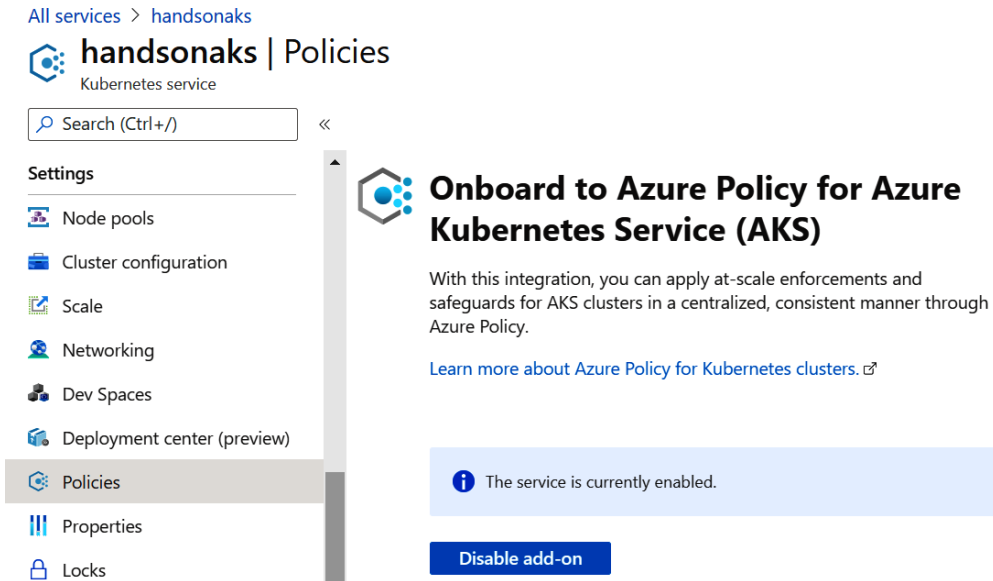 All services > handsonaks
handsonaks | Policies
Kubernetes service
Search (Ctrl+/)
«
Settings
Node pools
Cluster configuration
Scale
Networking
Dev Spaces
Deployment center (preview)
Policies
Properties
Locks
Onboard to Azure Policy for Azure
Kubernetes Service (AKS)
With this integration, you can apply at-scale enforcements and
safeguards for AKS clusters in a centralized, consistent manner through
Azure Policy.
Learn more about Azure Policy for Kubernetes clusters.
The service is currently enabled.
Disable add-on